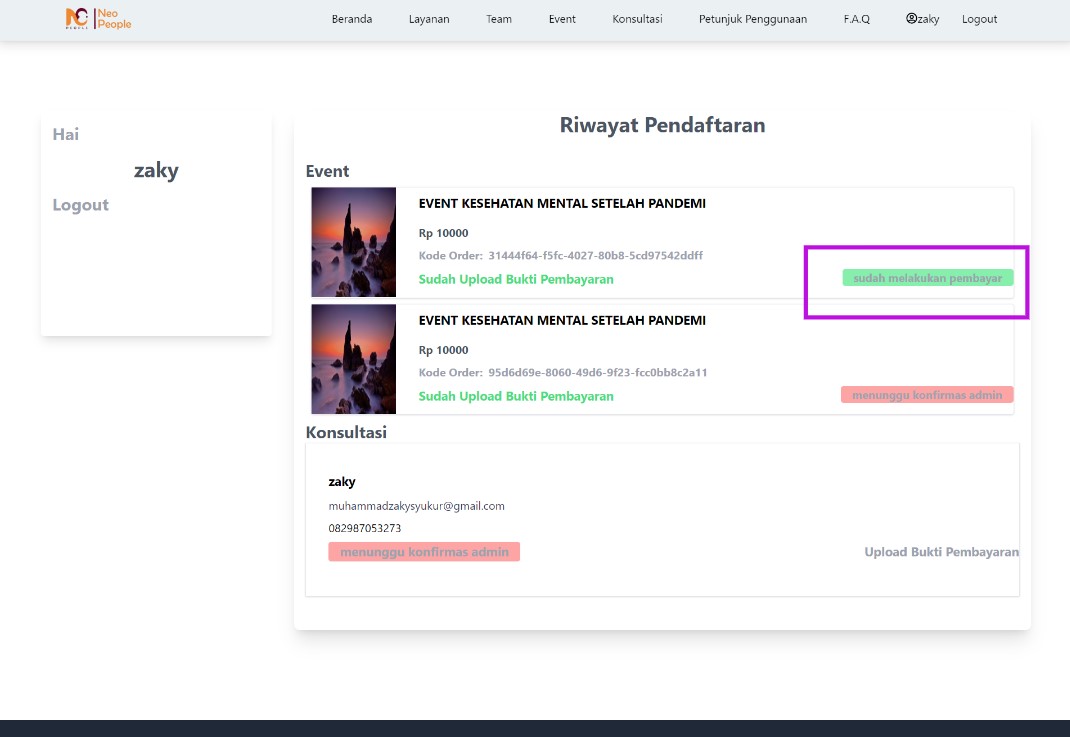 Neo
People
PEOPLE
Beranda Layanan Team Event Konsultasi Petunjuk Penggunaan F.A.Q zaky Logout
Hai
zaky
Logout
Riwayat Pendaftaran
Event
EVENT KESEHATAN MENTAL SETELAH PANDEMI
Rp 10000
Kode Order: 31444f64-f5fc-4027-80b8-5cd97542ddff
Sudah Upload Bukti Pembayaran
sudah melakukan pembayar
EVENT KESEHATAN MENTAL SETELAH PANDEMI
Rp 10000
Kode Order: 95d6d69e-8060-49d6-9f23-fcc0bb8c2a11
Sudah Upload Bukti Pembayaran
menunggu konfirmas admin
Konsultasi
zaky
muhammadzakysyukur@gmail.com
082987053273
menunggu konfirmas admin
Upload Bukti Pembayaran